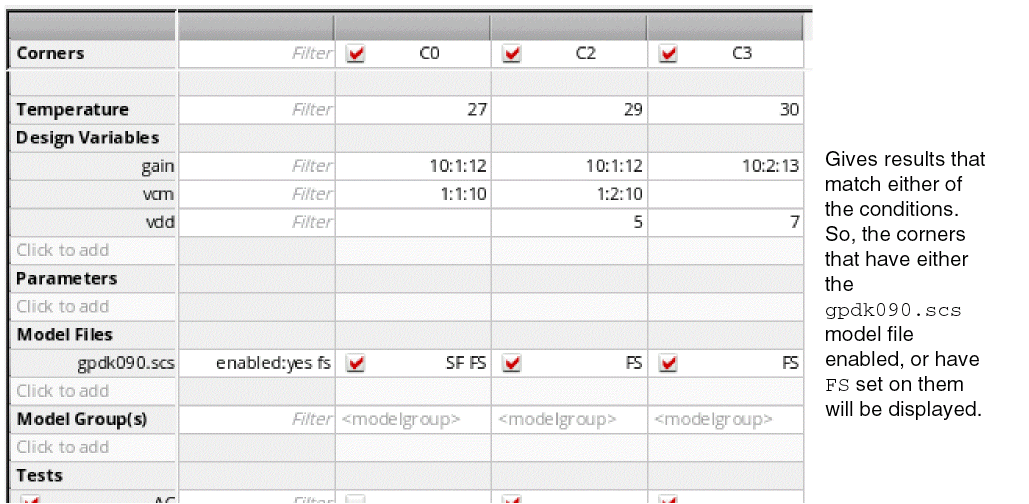 Corners Filter C0 C2 C3
Temperature Filter 27 29 30
Design Variables
gain Filter 10:1:12 10:1:12 10:2:13
vcm Filter 1:1:10 1:2:10
vdd Filter 5 7
Click to add
Parameters
Click to add
Model Files
gpdk090.scs enabled:yes fs SF FS FS FS
Click to add
Model Group(s) Filter <modelgroup> <modelgroup> <modelgroup>
Click to add
Tests
AC Filter
Gives results that
match either of
the conditions.
So, the corners
that have either
the
gpdk090.scs
model file
enabled, or have
FS set on them
will be displayed.